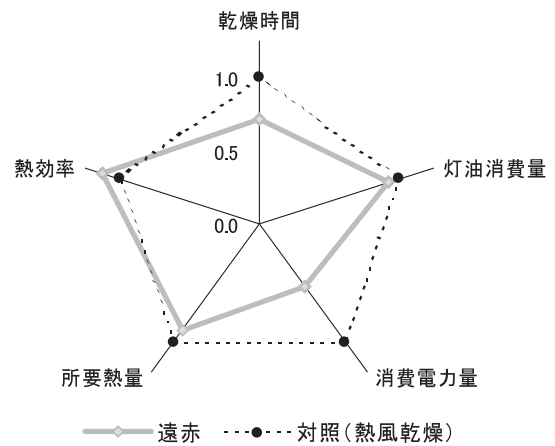 乾燥時間
1.0
0.5
0.0
熱効率
灯油消費量
所要熱量
消費電力量
遠赤
対照(熱風乾燥)